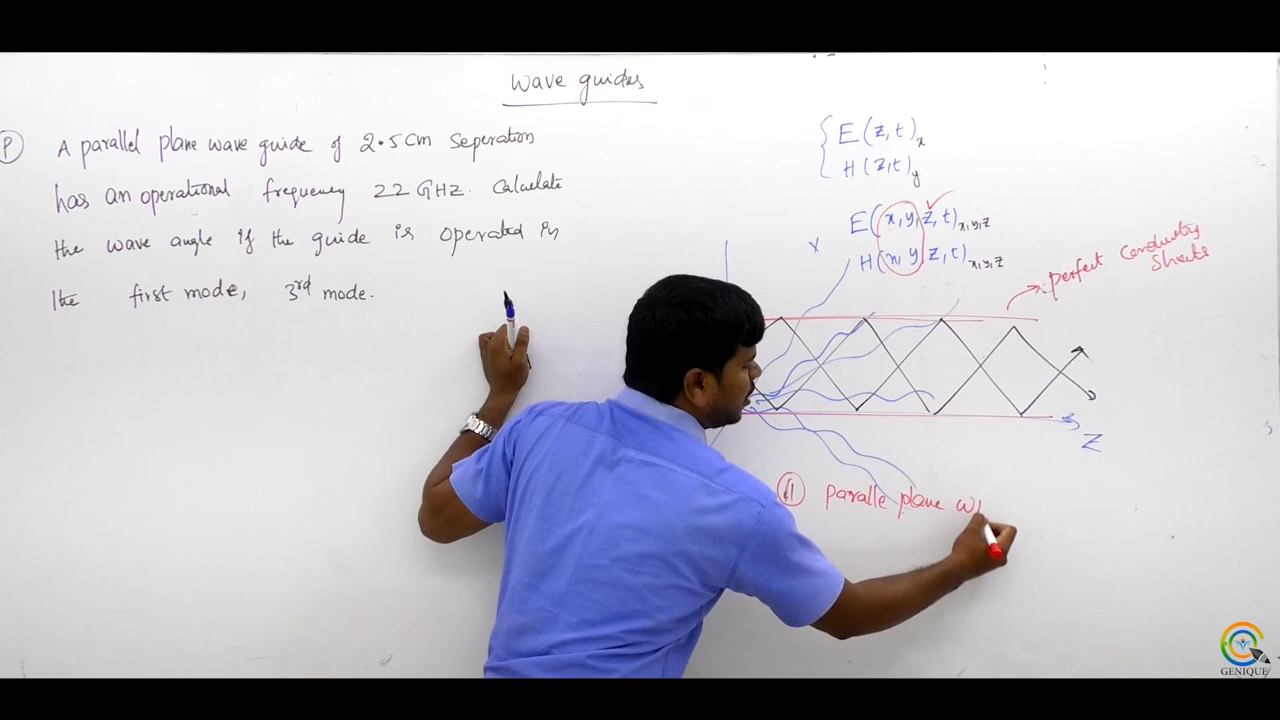 Wave guides
P A parallel plane wave guide of 2.5cm Seperation
has an operational frequency 22 GHZ. Calculate
the wave angle if the guide is operated in
the first mode, 3rd mode.
E(z,t)x
H(z,t)y
E(x,y,z,t)x,y,z
H(x,y,z,t)x,y,z
x
perfect Conducting
Sheets
Z
1 paralle plane w
GENIQUE